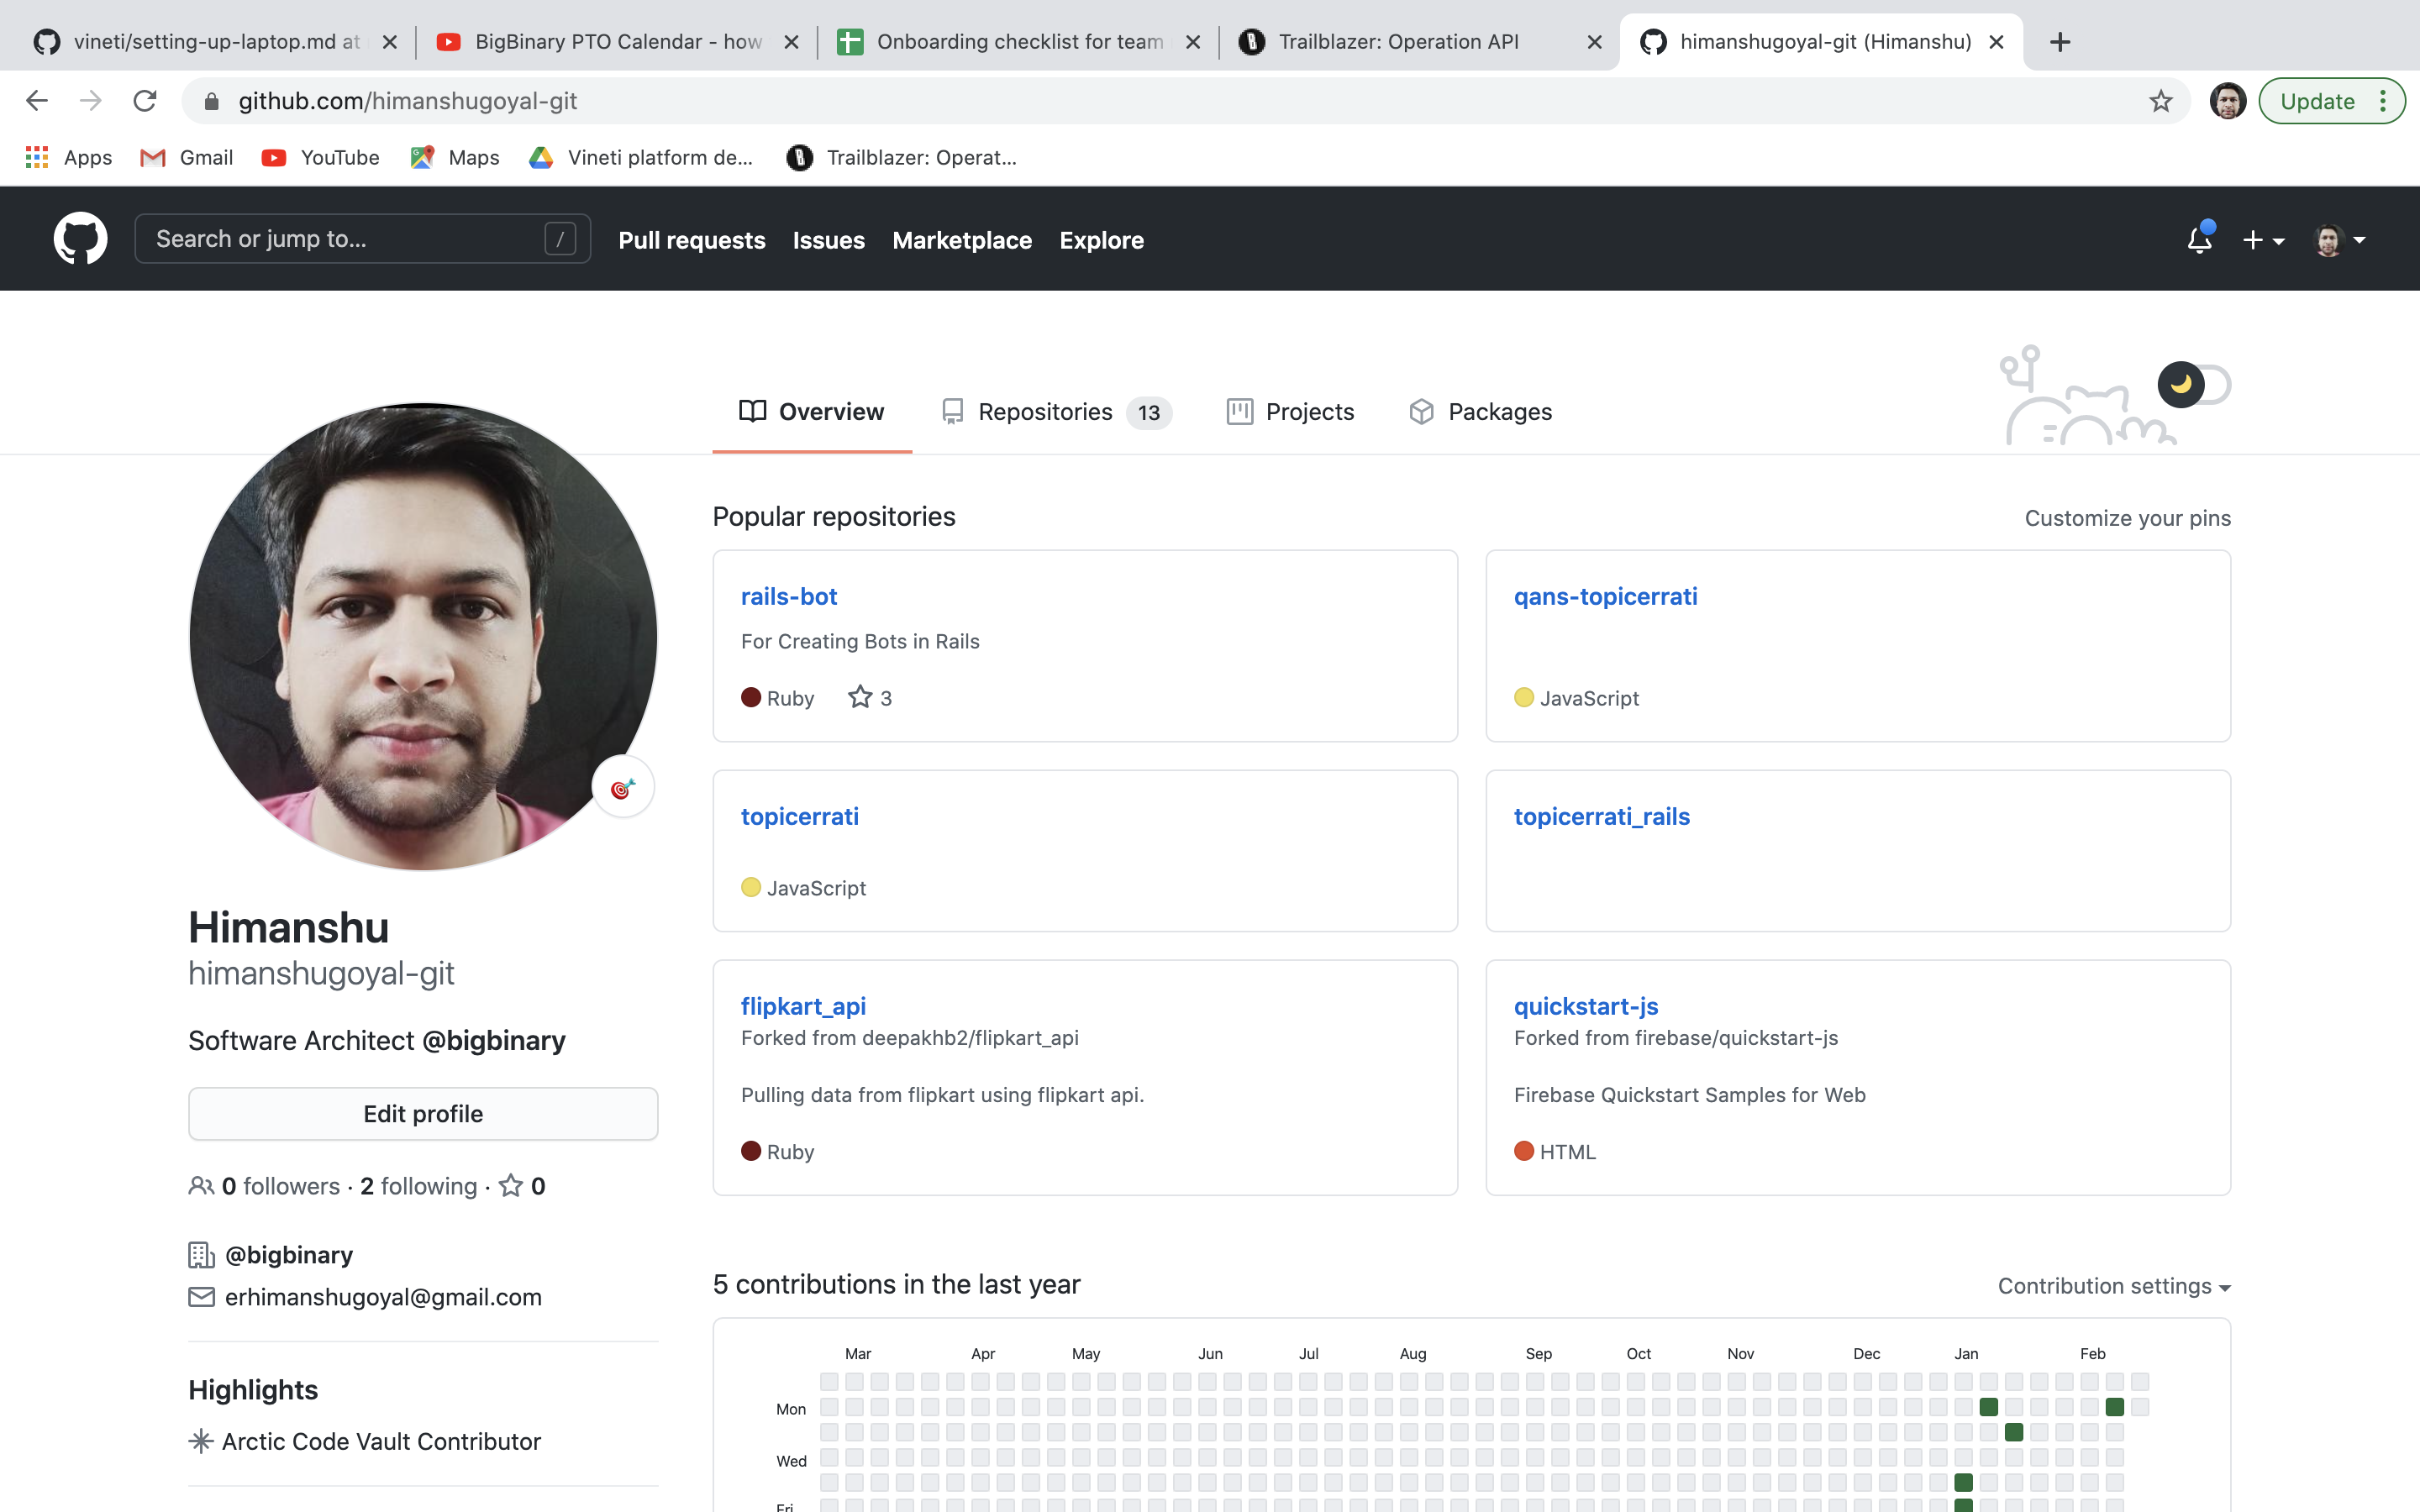 vineti/setting-up-laptop.md at
BigBinary PTO Calendar - how
Onboarding checklist for team
Trailblazer: Operation API
himanshugoyal-git (Himanshu)
github.com/himanshugoyal-git
Update
Apps
Gmail
YouTube
Maps
Vineti platform de...
Trailblazer: Operat...
Search or jump to...
/
Pull requests
Issues
Marketplace
Explore
Overview
Repositories 13
Projects
Packages
Himanshu
himanshugoyal-git
Software Architect @bigbinary
Edit profile
0 followers · 2 following · 0
@bigbinary
erhimanshugoyal@gmail.com
Highlights
Arctic Code Vault Contributor
Popular repositories
Customize your pins
rails-bot
For Creating Bots in Rails
Ruby 3
qans-topicerrati
JavaScript
topicerrati
JavaScript
topicerrati_rails
flipkart_api
Forked from deepakhb2/flipkart_api
Pulling data from flipkart using flipkart api.
Ruby
quickstart-js
Forked from firebase/quickstart-js
Firebase Quickstart Samples for Web
HTML
5 contributions in the last year
Contribution settings
Mar Apr May Jun Jul Aug Sep Oct Nov Dec Jan Feb
Mon
Wed
Fri